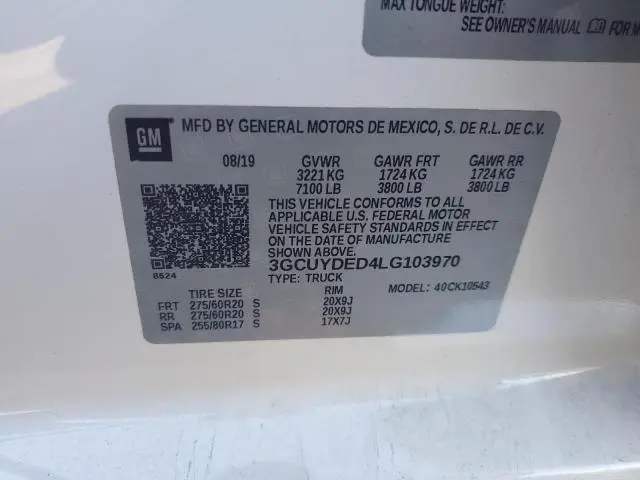 MAX TONGUE WEIGHT:
SEE OWNER'S MANUAL FOR M
GM
MFD BY GENERAL MOTORS DE MEXICO, S. DE R.L. DE C.V.
08/19 GVWR GAWR FRT GAWR RR
3221 KG 1724 KG 1724 KG
7100 LB 3800 LB 3800 LB
THIS VEHICLE CONFORMS TO ALL
APPLICABLE U.S. FEDERAL MOTOR
VEHICLE SAFETY STANDARDS IN EFFECT
ON THE DATE OF MANUFACTURE
SHOWN ABOVE.
3GCUYDED4LG103970
8624 TYPE: TRUCK MODEL: 40CK10543
TIRE SIZE RIM
FRT 275/60R20 S 20X9J
RR 275/60R20 S 20X9J
SPA 255/80R17 S 17X7J